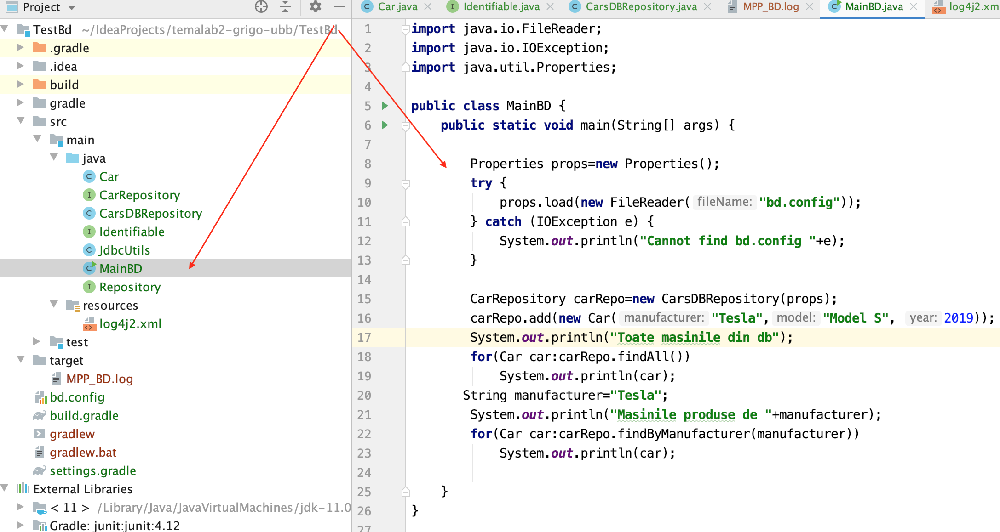 Project
TestBd ~/IdeaProjects/temalab2-grigo-ubb/TestBd
.gradle
.idea
build
gradle
src
main
java
Car
CarRepository
CarsDBRepository
Identifiable
JdbcUtils
MainBD
Repository
resources
log4j2.xml
test
target
MPP_BD.log
bd.config
build.gradle
gradlew
gradlew.bat
settings.gradle
External Libraries
< 11 > /Library/Java/JavaVirtualMachines/jdk-11.0
Gradle: junit:junit:4.12
Car.java Identifiable.java CarsDBRepository.java MPP_BD.log MainBD.java log4j2.xm
1 import java.io.FileReader;
2 import java.io.IOException;
3 import java.util.Properties;
4
5 public class MainBD {
6 public static void main(String[] args) {
7
8 Properties props=new Properties();
9 try {
10 props.load(new FileReader( fileName: "bd.config"));
11 } catch (IOException e) {
12 System.out.println("Cannot find bd.config "+e);
13 }
14
15 CarRepository carRepo=new CarsDBRepository(props);
16 carRepo.add(new Car( manufacturer: "Tesla", model: "Model S", year: 2019));
17 System.out.println("Toate masinile din db");
18 for(Car car:carRepo.findAll())
19 System.out.println(car);
20 String manufacturer="Tesla";
21 System.out.println("Masinile produse de "+manufacturer);
22 for(Car car:carRepo.findByManufacturer(manufacturer))
23 System.out.println(car);
24
25 }
26 }
27